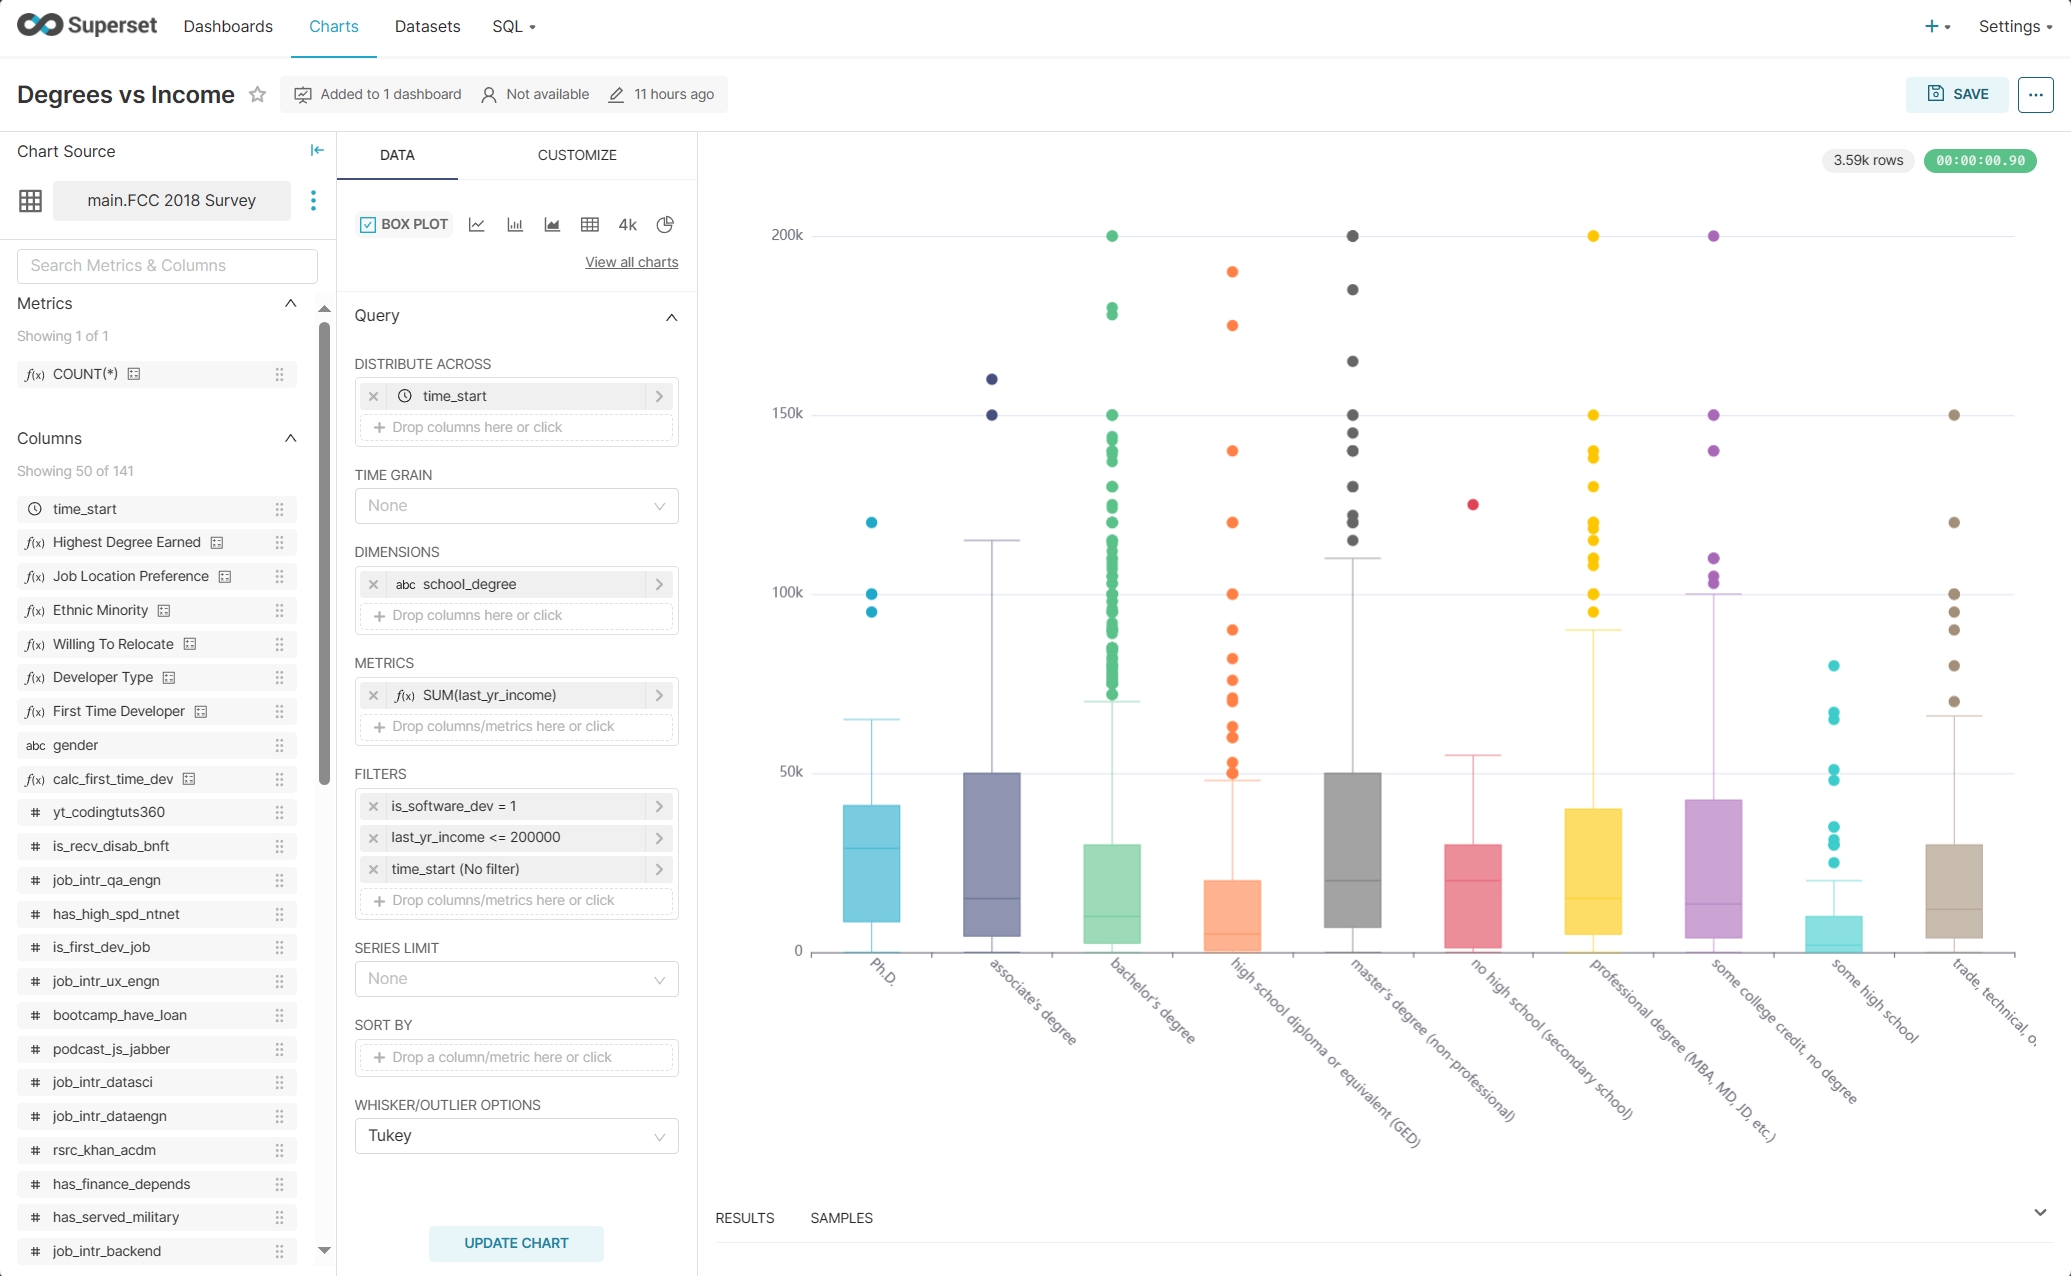 Superset
Dashboards
Charts
Datasets
SQL
Settings
Degrees vs Income
Added to 1 dashboard
Not available
11 hours ago
SAVE
Chart Source
main.FCC 2018 Survey
Search Metrics & Columns
Metrics
Showing 1 of 1
f(x) COUNT(*)
Columns
Showing 50 of 141
time_start
f(x) Highest Degree Earned
f(x) Job Location Preference
f(x) Ethnic Minority
f(x) Willing To Relocate
f(x) Developer Type
f(x) First Time Developer
abc gender
f(x) calc_first_time_dev
# yt_codingtuts360
# is_recv_disab_bnft
# job_intr_qa_engn
# has_high_spd_ntnet
# is_first_dev_job
# job_intr_ux_engn
# bootcamp_have_loan
# podcast_js_jabber
# job_intr_datasci
# job_intr_dataengn
# rsrc_khan_acdm
# has_finance_depends
# has_served_military
# job_intr_backend
DATA
CUSTOMIZE
BOX PLOT
4k
View all charts
Query
DISTRIBUTE ACROSS
time_start
+ Drop columns here or click
TIME GRAIN
None
DIMENSIONS
abc school_degree
+ Drop columns here or click
METRICS
f(x) SUM(last_yr_income)
+ Drop columns/metrics here or click
FILTERS
is_software_dev = 1
last_yr_income <= 200000
time_start (No filter)
+ Drop columns/metrics here or click
SERIES LIMIT
None
SORT BY
+ Drop a column/metric here or click
WHISKER/OUTLIER OPTIONS
Tukey
UPDATE CHART
3.59k rows
00:00:00.90
200k
150k
100k
50k
0
Ph.D.
associate's degree
bachelor's degree
high school diploma or equivalent (GED)
master's degree (non-professional)
no high school (secondary school)
professional degree (MBA, MD, JD, etc.)
some college credit, no degree
some high school
trade, technical, o
RESULTS
SAMPLES